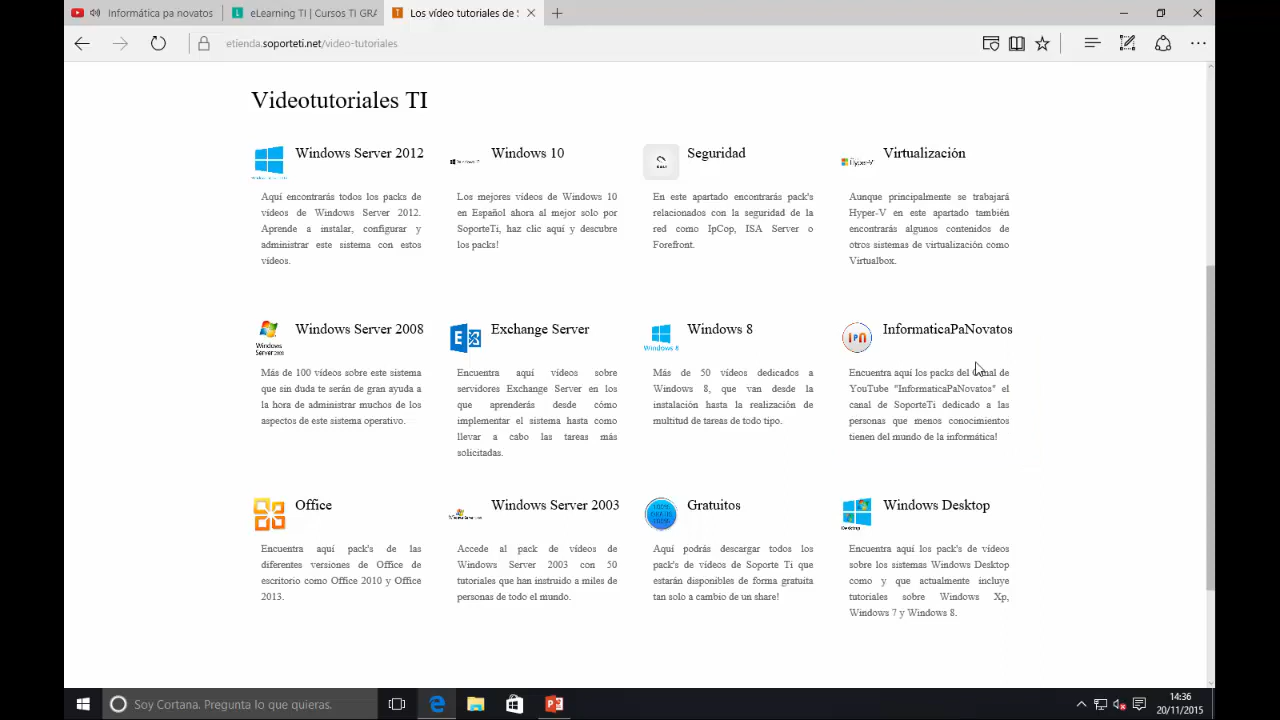 Informática pa novatos
eLearning TI | Cursos TI GRA
Los vídeo tutoriales de S
etienda.soporteti.net/video-tutoriales
Videotutoriales TI
Windows Server 2012
Aquí encontrarás todos los packs de
vídeos de Windows Server 2012.
Aprende a instalar, configurar y
administrar este sistema con estos
vídeos.
Windows 10
Los mejores vídeos de Windows 10
en Español ahora al mejor solo por
SoporteTi, haz clic aquí y descubre
los packs!
Seguridad
En este apartado encontrarás pack's
relacionados con la seguridad de la
red como IpCop, ISA Server o
Forefront.
Hyper-V
Virtualización
Aunque principalmente se trabajará
Hyper-V en este apartado también
encontrarás algunos contenidos de
otros sistemas de virtualización como
Virtualbox.
Windows
Server 2008
Windows Server 2008
Más de 100 vídeos sobre este sistema
que sin duda te serán de gran ayuda a
la hora de administrar muchos de los
aspectos de este sistema operativo.
Exchange Server
Encuentra aquí vídeos sobre
servidores Exchange Server en los
que aprenderás desde cómo
implementar el sistema hasta como
llevar a cabo las tareas más
solicitadas.
Windows 8
Windows 8
Más de 50 vídeos dedicados a
Windows 8, que van desde la
instalación hasta la realización de
multitud de tareas de todo tipo.
IPN
InformaticaPaNovatos
Encuentra aquí los packs del canal de
YouTube "InformaticaPaNovatos" el
canal de SoporteTi dedicado a las
personas que menos conocimientos
tienen del mundo de la informática!
Office
Encuentra aquí pack's de las
diferentes versiones de Office de
escritorio como Office 2010 y Office
2013.
Windows Server 2003
Accede al pack de vídeos de
Windows Server 2003 con 50
tutoriales que han instruido a miles de
personas de todo el mundo.
100%
GRATIS
Gratuitos
Aquí podrás descargar todos los
pack's de vídeos de Soporte Ti que
estarán disponibles de forma gratuita
tan solo a cambio de un share!
Desktop
Windows Desktop
Encuentra aquí los pack's de vídeos
sobre los sistemas Windows Desktop
como y que actualmente incluye
tutoriales sobre Windows Xp,
Windows 7 y Windows 8.
Soy Cortana. Pregunta lo que quieras.
14:36
20/11/2015